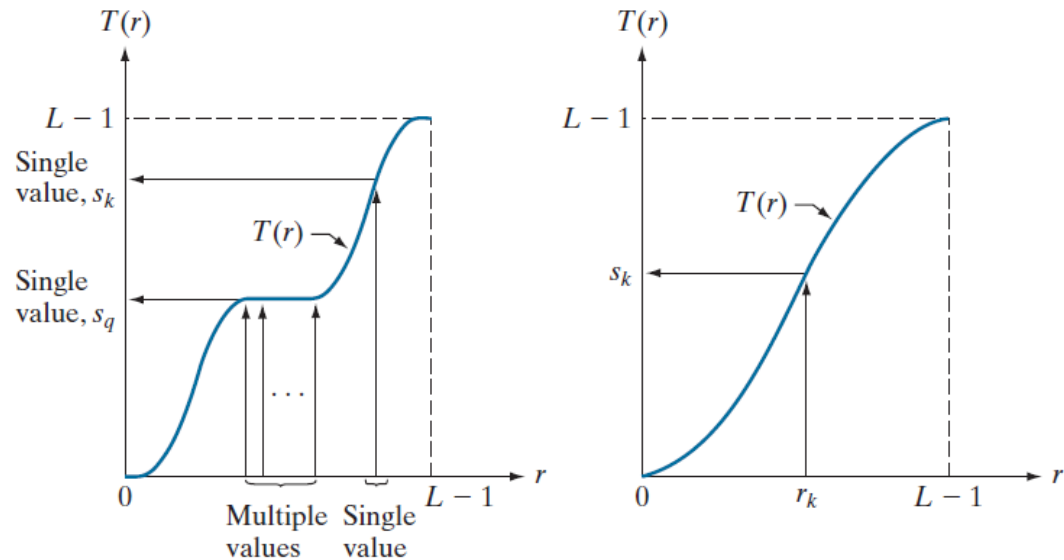 T(r)
L − 1
Single
value, s_k
T(r)
Single
value, s_q
. . .
0
L − 1
r
Multiple
values
Single
value
T(r)
L − 1
T(r)
s_k
0
r_k
L − 1
r